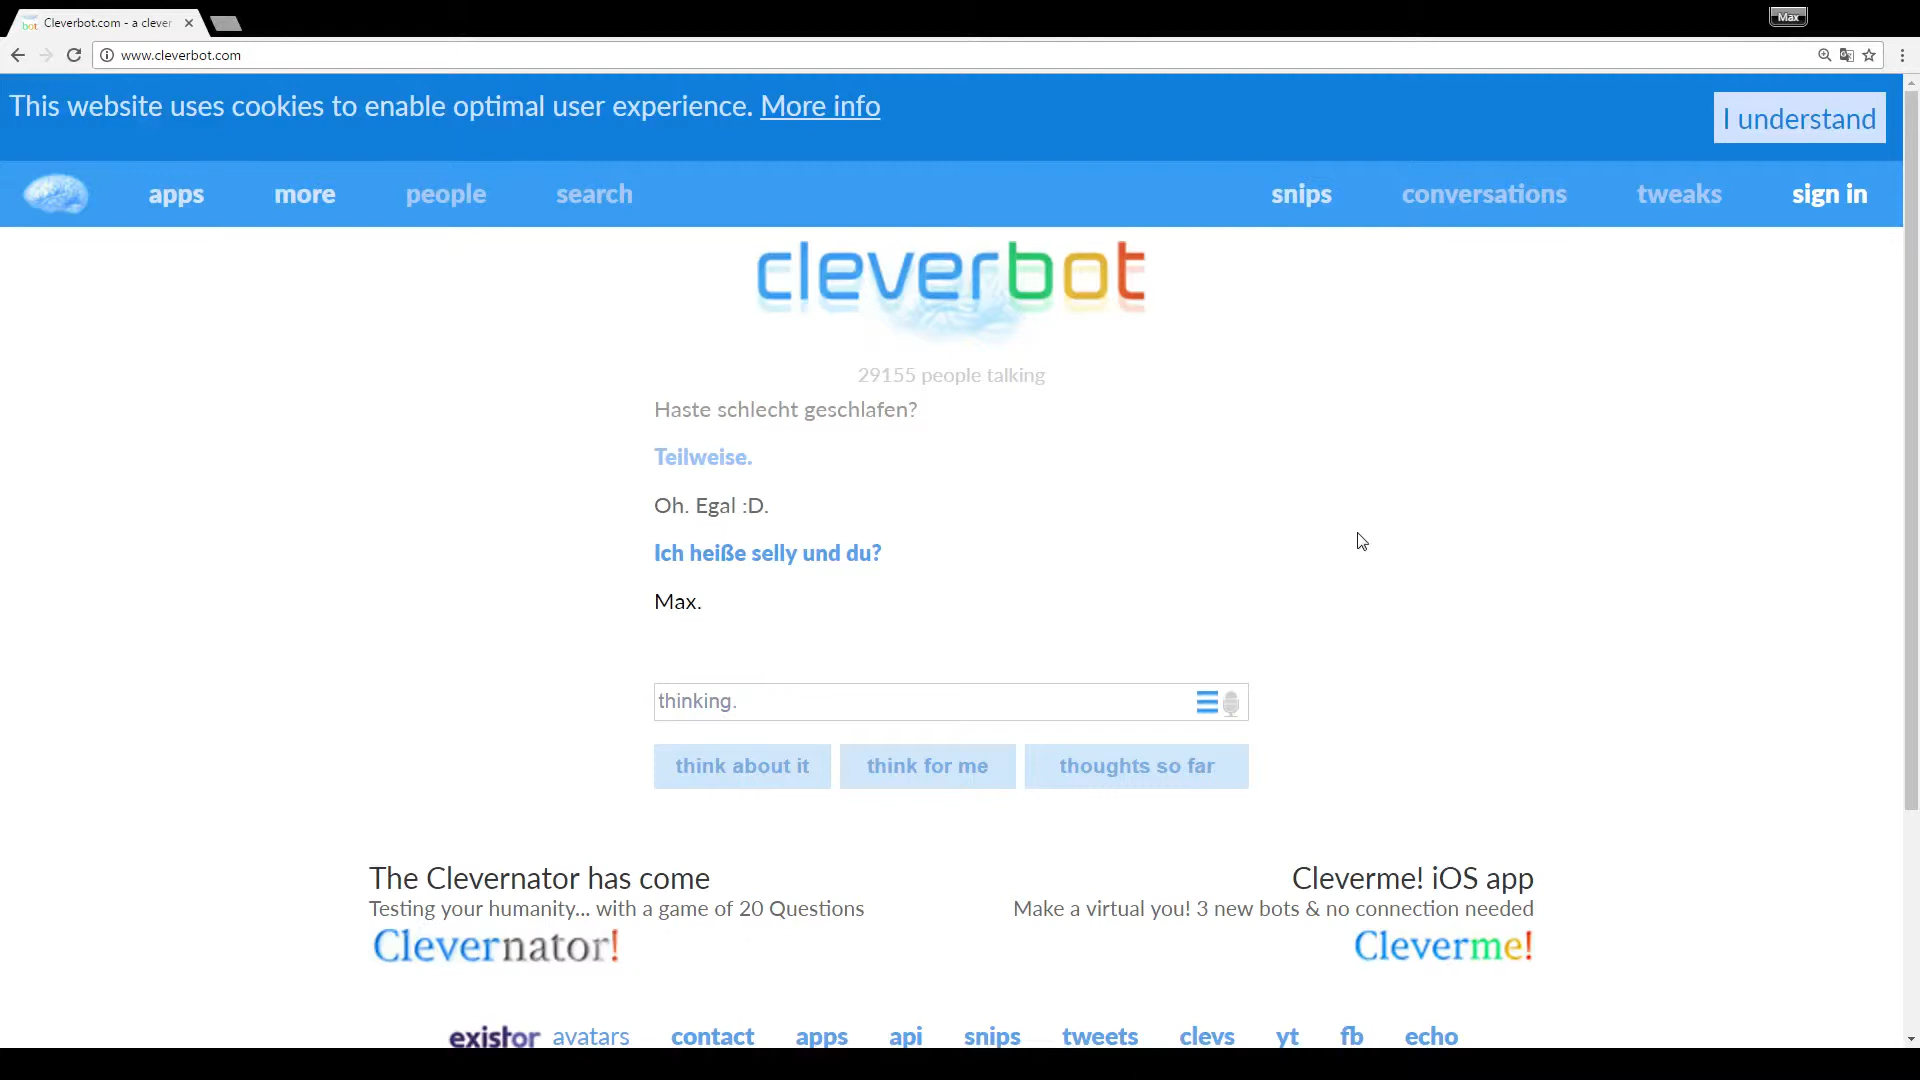 Cleverbot.com - a clever
Max
www.cleverbot.com
This website uses cookies to enable optimal user experience. More info
I understand
apps more people search snips conversations tweaks sign in
cleverbot
29155 people talking
Haste schlecht geschlafen?
Teilweise.
Oh. Egal :D.
Ich heiße selly und du?
Max.
thinking.
think about it think for me thoughts so far
The Clevernator has come Cleverme! iOS app
Testing your humanity... with a game of 20 Questions Make a virtual you! 3 new bots & no connection needed
Clevernator! Cleverme!
existor avatars contact apps api snips tweets clevs yt fb echo